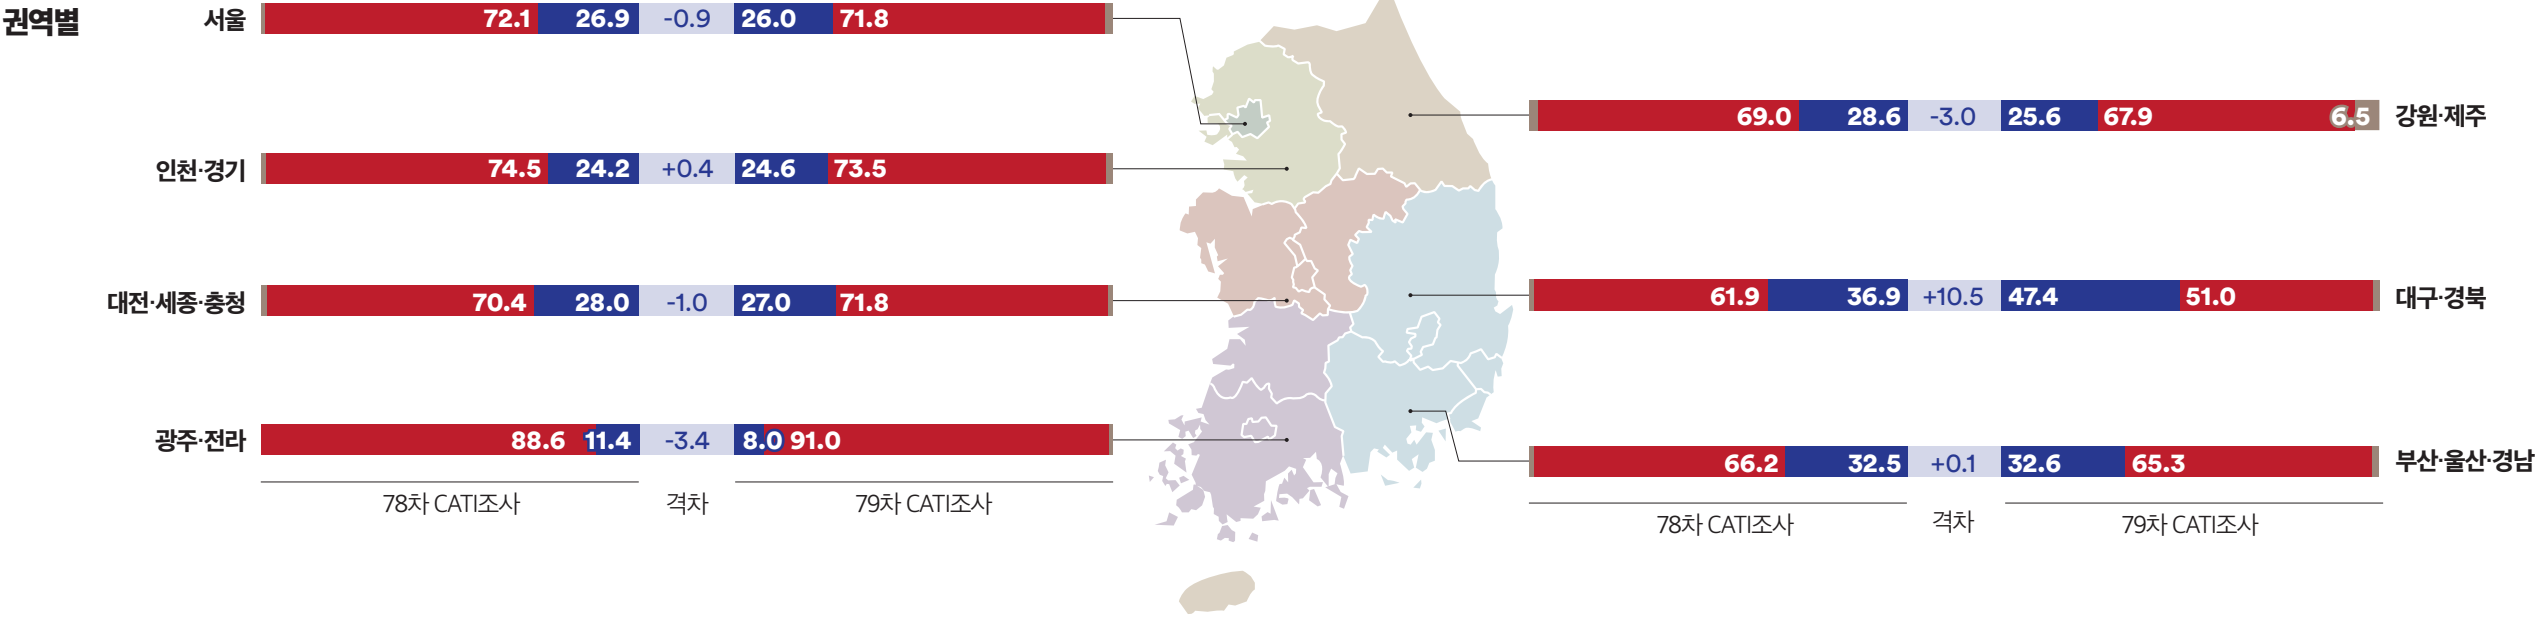 권역별
서울 72.1 26.9 -0.9 26.0 71.8
인천·경기 74.5 24.2 +0.4 24.6 73.5
대전·세종·충청 70.4 28.0 -1.0 27.0 71.8
광주·전라 88.6 11.4 -3.4 8.0 91.0
78차 CATI조사 격차 79차 CATI조사
69.0 28.6 -3.0 25.6 67.9 6.5 강원·제주
61.9 36.9 +10.5 47.4 51.0 대구·경북
66.2 32.5 +0.1 32.6 65.3 부산·울산·경남
78차 CATI조사 격차 79차 CATI조사